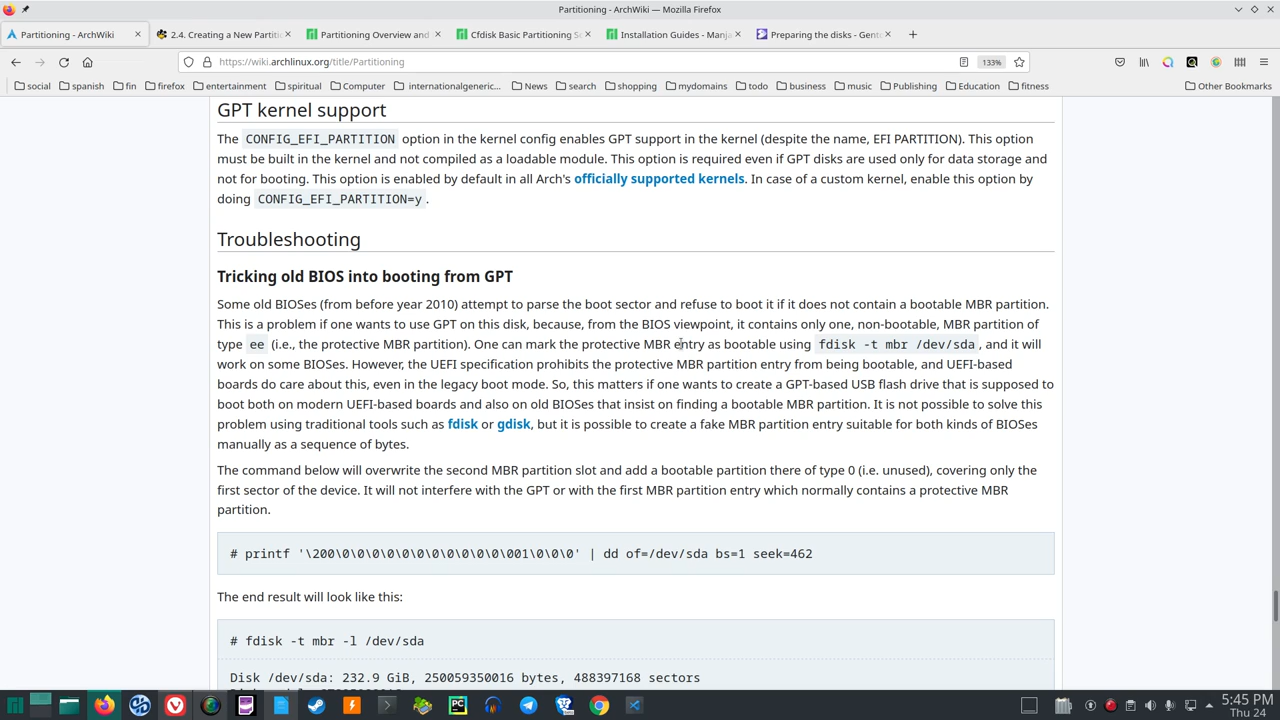 Partitioning - ArchWiki — Mozilla Firefox
Partitioning - ArchWiki
2.4. Creating a New Partiti
Partitioning Overview and
Cfdisk Basic Partitioning S
Installation Guides - Manja
Preparing the disks - Gent
https://wiki.archlinux.org/title/Partitioning
133%
social spanish fin firefox entertainment spiritual Computer internationalgeneric... News search shopping mydomains todo business music Publishing Education fitness Other Bookmarks
GPT kernel support
The CONFIG_EFI_PARTITION option in the kernel config enables GPT support in the kernel (despite the name, EFI PARTITION). This option
must be built in the kernel and not compiled as a loadable module. This option is required even if GPT disks are used only for data storage and
not for booting. This option is enabled by default in all Arch's officially supported kernels. In case of a custom kernel, enable this option by
doing CONFIG_EFI_PARTITION=y.
Troubleshooting
Tricking old BIOS into booting from GPT
Some old BIOSes (from before year 2010) attempt to parse the boot sector and refuse to boot it if it does not contain a bootable MBR partition.
This is a problem if one wants to use GPT on this disk, because, from the BIOS viewpoint, it contains only one, non-bootable, MBR partition of
type ee (i.e., the protective MBR partition). One can mark the protective MBR entry as bootable using fdisk -t mbr /dev/sda, and it will
work on some BIOSes. However, the UEFI specification prohibits the protective MBR partition entry from being bootable, and UEFI-based
boards do care about this, even in the legacy boot mode. So, this matters if one wants to create a GPT-based USB flash drive that is supposed to
boot both on modern UEFI-based boards and also on old BIOSes that insist on finding a bootable MBR partition. It is not possible to solve this
problem using traditional tools such as fdisk or gdisk, but it is possible to create a fake MBR partition entry suitable for both kinds of BIOSes
manually as a sequence of bytes.
The command below will overwrite the second MBR partition slot and add a bootable partition there of type 0 (i.e. unused), covering only the
first sector of the device. It will not interfere with the GPT or with the first MBR partition entry which normally contains a protective MBR
partition.
# printf '\200\0\0\0\0\0\0\0\0\0\0\0\001\0\0\0' | dd of=/dev/sda bs=1 seek=462
The end result will look like this:
# fdisk -t mbr -l /dev/sda
Disk /dev/sda: 232.9 GiB, 250059350016 bytes, 488397168 sectors
5:45 PM
Thu 24